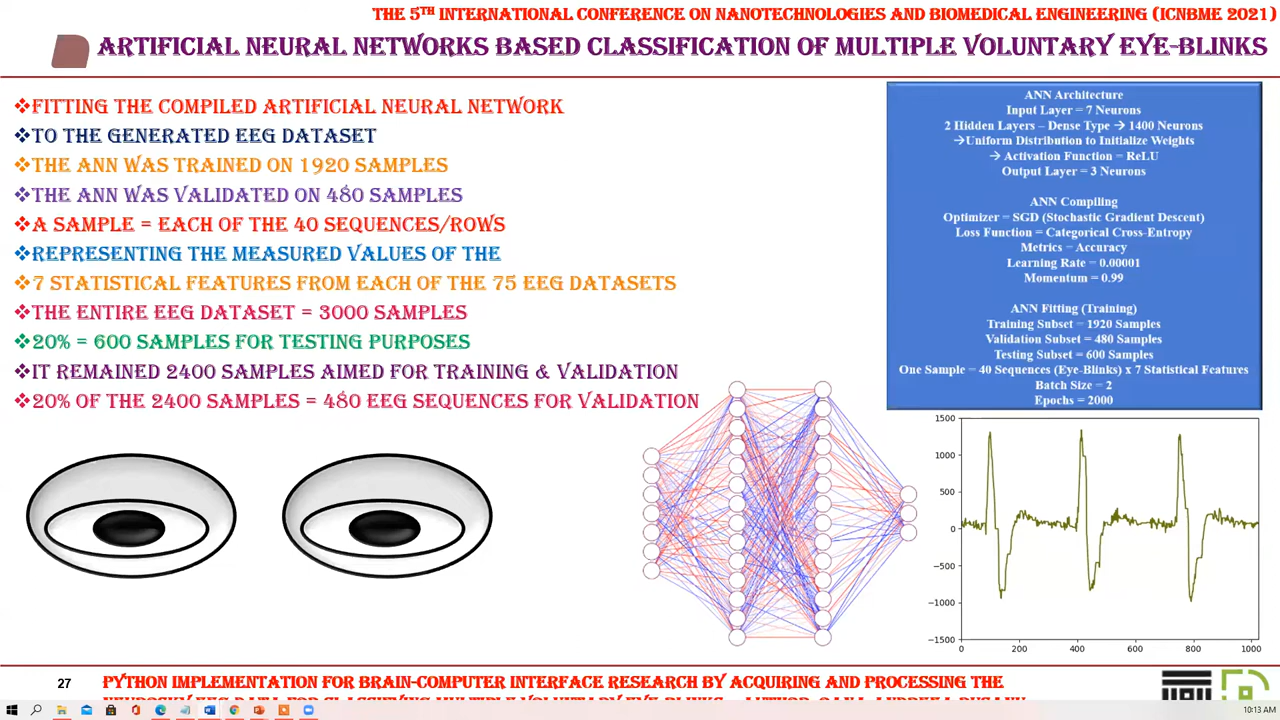 THE 5TH INTERNATIONAL CONFERENCE ON NANOTECHNOLOGIES AND BIOMEDICAL ENGINEERING (ICNBME 2021)
ARTIFICIAL NEURAL NETWORKS BASED CLASSIFICATION OF MULTIPLE VOLUNTARY EYE-BLINKS
❖FITTING THE COMPILED ARTIFICIAL NEURAL NETWORK
❖TO THE GENERATED EEG DATASET
❖THE ANN WAS TRAINED ON 1920 SAMPLES
❖THE ANN WAS VALIDATED ON 480 SAMPLES
❖A SAMPLE = EACH OF THE 40 SEQUENCES/ROWS
❖REPRESENTING THE MEASURED VALUES OF THE
❖7 STATISTICAL FEATURES FROM EACH OF THE 75 EEG DATASETS
❖THE ENTIRE EEG DATASET = 3000 SAMPLES
❖20% = 600 SAMPLES FOR TESTING PURPOSES
❖IT REMAINED 2400 SAMPLES AIMED FOR TRAINING & VALIDATION
❖20% OF THE 2400 SAMPLES = 480 EEG SEQUENCES FOR VALIDATION
ANN Architecture
Input Layer = 7 Neurons
2 Hidden Layers – Dense Type → 1400 Neurons
→Uniform Distribution to Initialize Weights
→ Activation Function = ReLU
Output Layer = 3 Neurons
ANN Compiling
Optimizer = SGD (Stochastic Gradient Descent)
Loss Function = Categorical Cross-Entropy
Metrics = Accuracy
Learning Rate = 0.00001
Momentum = 0.99
ANN Fitting (Training)
Training Subset = 1920 Samples
Validation Subset = 480 Samples
Testing Subset = 600 Samples
One Sample = 40 Sequences (Eye-Blinks) x 7 Statistical Features
Batch Size = 2
Epochs = 2000
1500
1000
500
0
−500
−1000
−1500
0 200 400 600 800 1000
27
PYTHON IMPLEMENTATION FOR BRAIN-COMPUTER INTERFACE RESEARCH BY ACQUIRING AND PROCESSING THE
10:13 AM